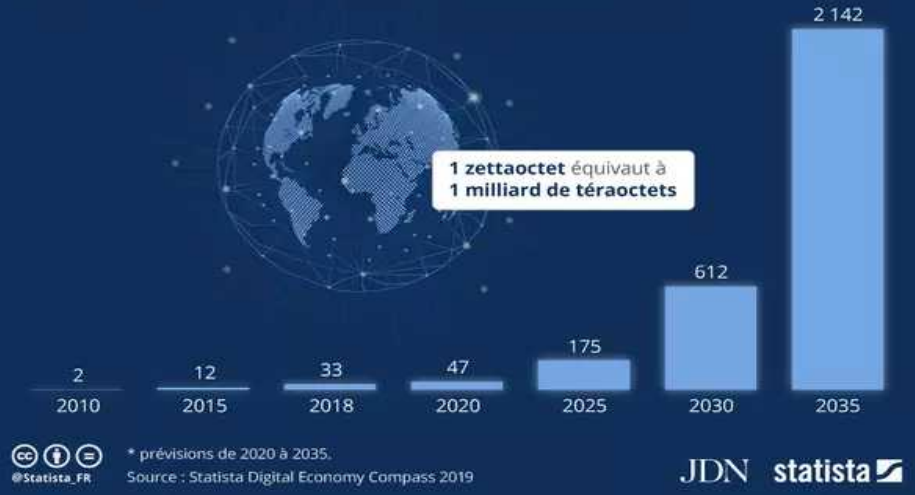 2 142
1 zettaoctet équivaut à
1 milliard de téraoctets
612
175
47
33
12
2
2010 2015 2018 2020 2025 2030 2035
* prévisions de 2020 à 2035.
@Statista_FR Source : Statista Digital Economy Compass 2019
JDN statista